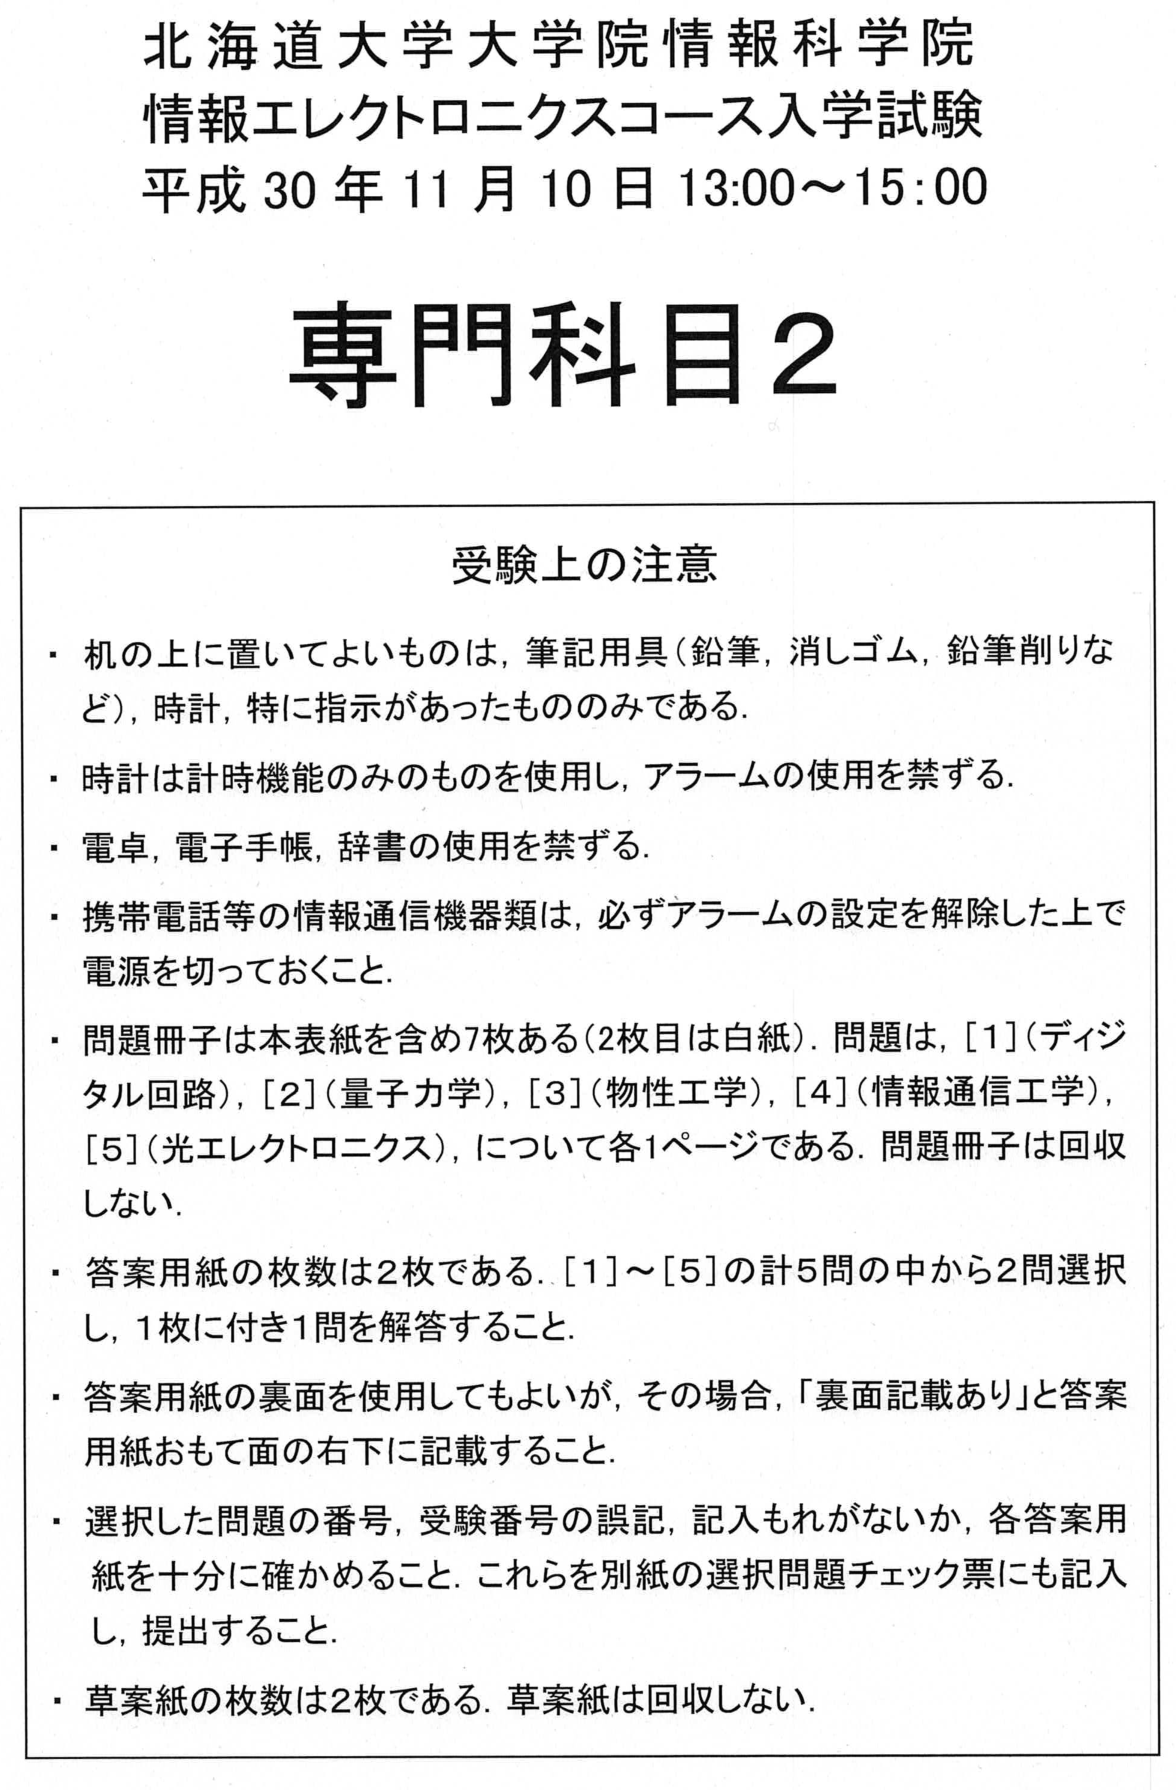 北海道大学大学院情報科学院
情報エレクトロニクスコース入学試験
平成 30 年 11 月 10 日 13:00～15:00
専門科目2
受験上の注意
・ 机の上に置いてよいものは, 筆記用具(鉛筆, 消しゴム, 鉛筆削りな
ど), 時計, 特に指示があったもののみである.
・ 時計は計時機能のみのものを使用し, アラームの使用を禁ずる.
・ 電卓, 電子手帳, 辞書の使用を禁ずる.
・ 携帯電話等の情報通信機器類は, 必ずアラームの設定を解除した上で
電源を切っておくこと.
・ 問題冊子は本表紙を含め7枚ある(2枚目は白紙). 問題は, [1](ディジ
タル回路), [2](量子力学), [3](物性工学), [4](情報通信工学),
[5](光エレクトロニクス), について各1ページである. 問題冊子は回収
しない.
・ 答案用紙の枚数は2枚である. [1]～[5]の計5問の中から2問選択
し, 1枚に付き1問を解答すること.
・ 答案用紙の裏面を使用してもよいが, その場合, 「裏面記載あり」と答案
用紙おもて面の右下に記載すること.
・ 選択した問題の番号, 受験番号の誤記, 記入もれがないか, 各答案用
紙を十分に確かめること. これらを別紙の選択問題チェック票にも記入
し, 提出すること.
・ 草案紙の枚数は2枚である. 草案紙は回収しない.